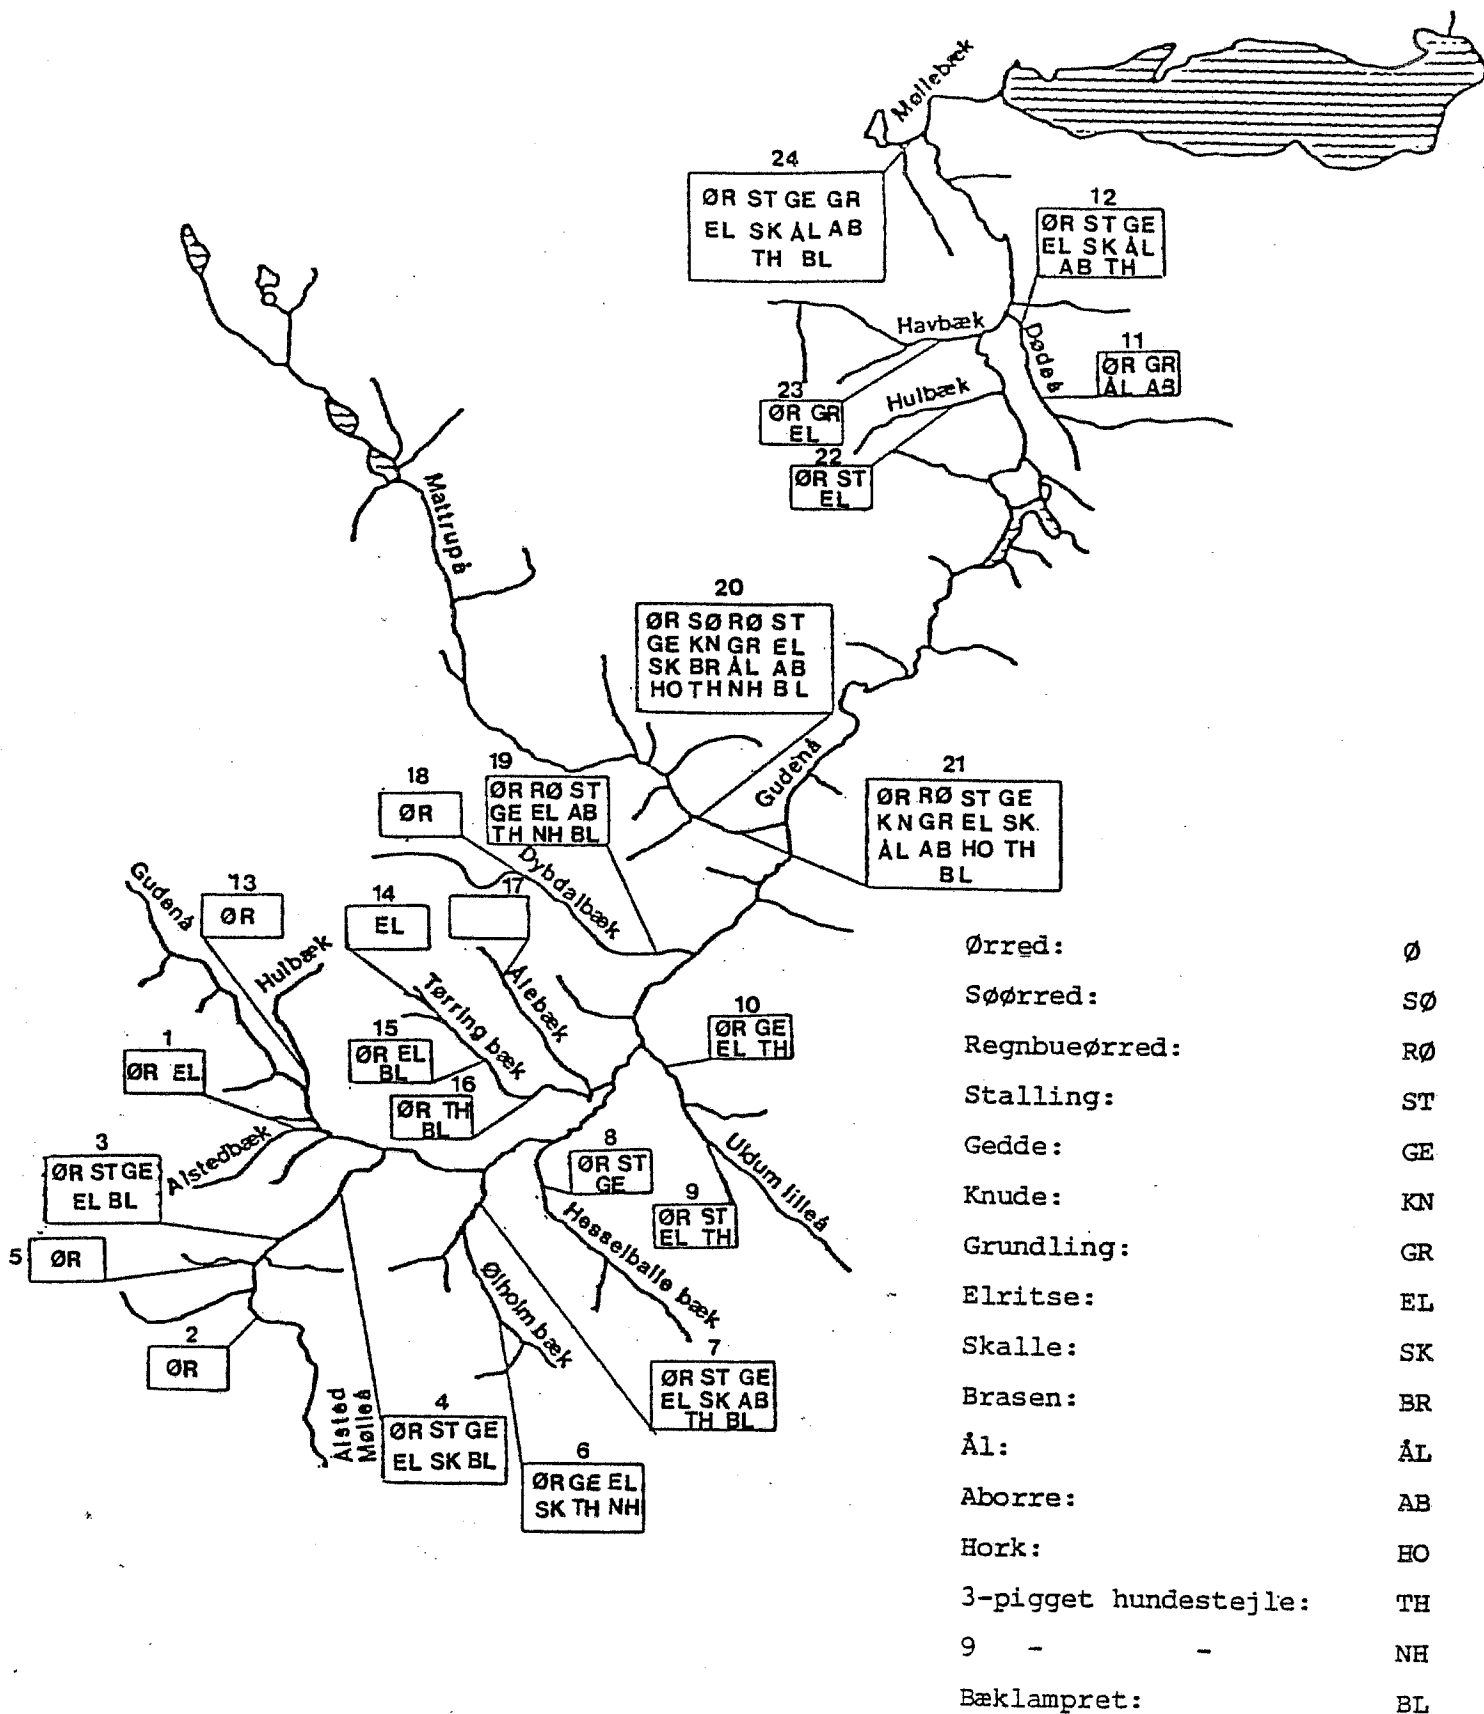 Møllebæk
24
ØR ST GE GR
EL SK ÅL AB
TH BL
12
ØR ST GE
EL SK ÅL
AB TH
Havbæk
Dødeå
11
ØR GR
ÅL AB
23
ØR GR
EL
Hulbæk
22
ØR ST
EL
Mattrupå
20
ØR SØ RØ ST
GE KN GR EL
SK BR ÅL AB
HO TH NH BL
Gudenå
21
ØR RØ ST GE
KN GR EL SK
ÅL AB HO TH
BL
19
ØR RØ ST
GE EL AB
TH NH BL
18
ØR
Dybdalbæk
17
14
EL
13
ØR
Gudenå
Hulbæk
Ålebæk
Tørring bæk
10
ØR GE
EL TH
15
ØR EL
BL
16
ØR TH
BL
1
ØR EL
Alstedbæk
3
ØR ST GE
EL BL
8
ØR ST
GE
9
ØR ST
EL TH
Uldum lilleå
Hesselballe bæk
5
ØR
Ølholm bæk
2
ØR
7
ØR ST GE
EL SK AB
TH BL
Alsted
Mølleå
4
ØR ST GE
EL SK BL
6
ØR GE EL
SK TH NH
Ørred: Ø
Søørred: SØ
Regnbueørred: RØ
Stalling: ST
Gedde: GE
Knude: KN
Grundling: GR
Elritse: EL
Skalle: SK
Brasen: BR
Ål: ÅL
Aborre: AB
Hork: HO
3-pigget hundestejle: TH
9 - - NH
Bæklampret: BL